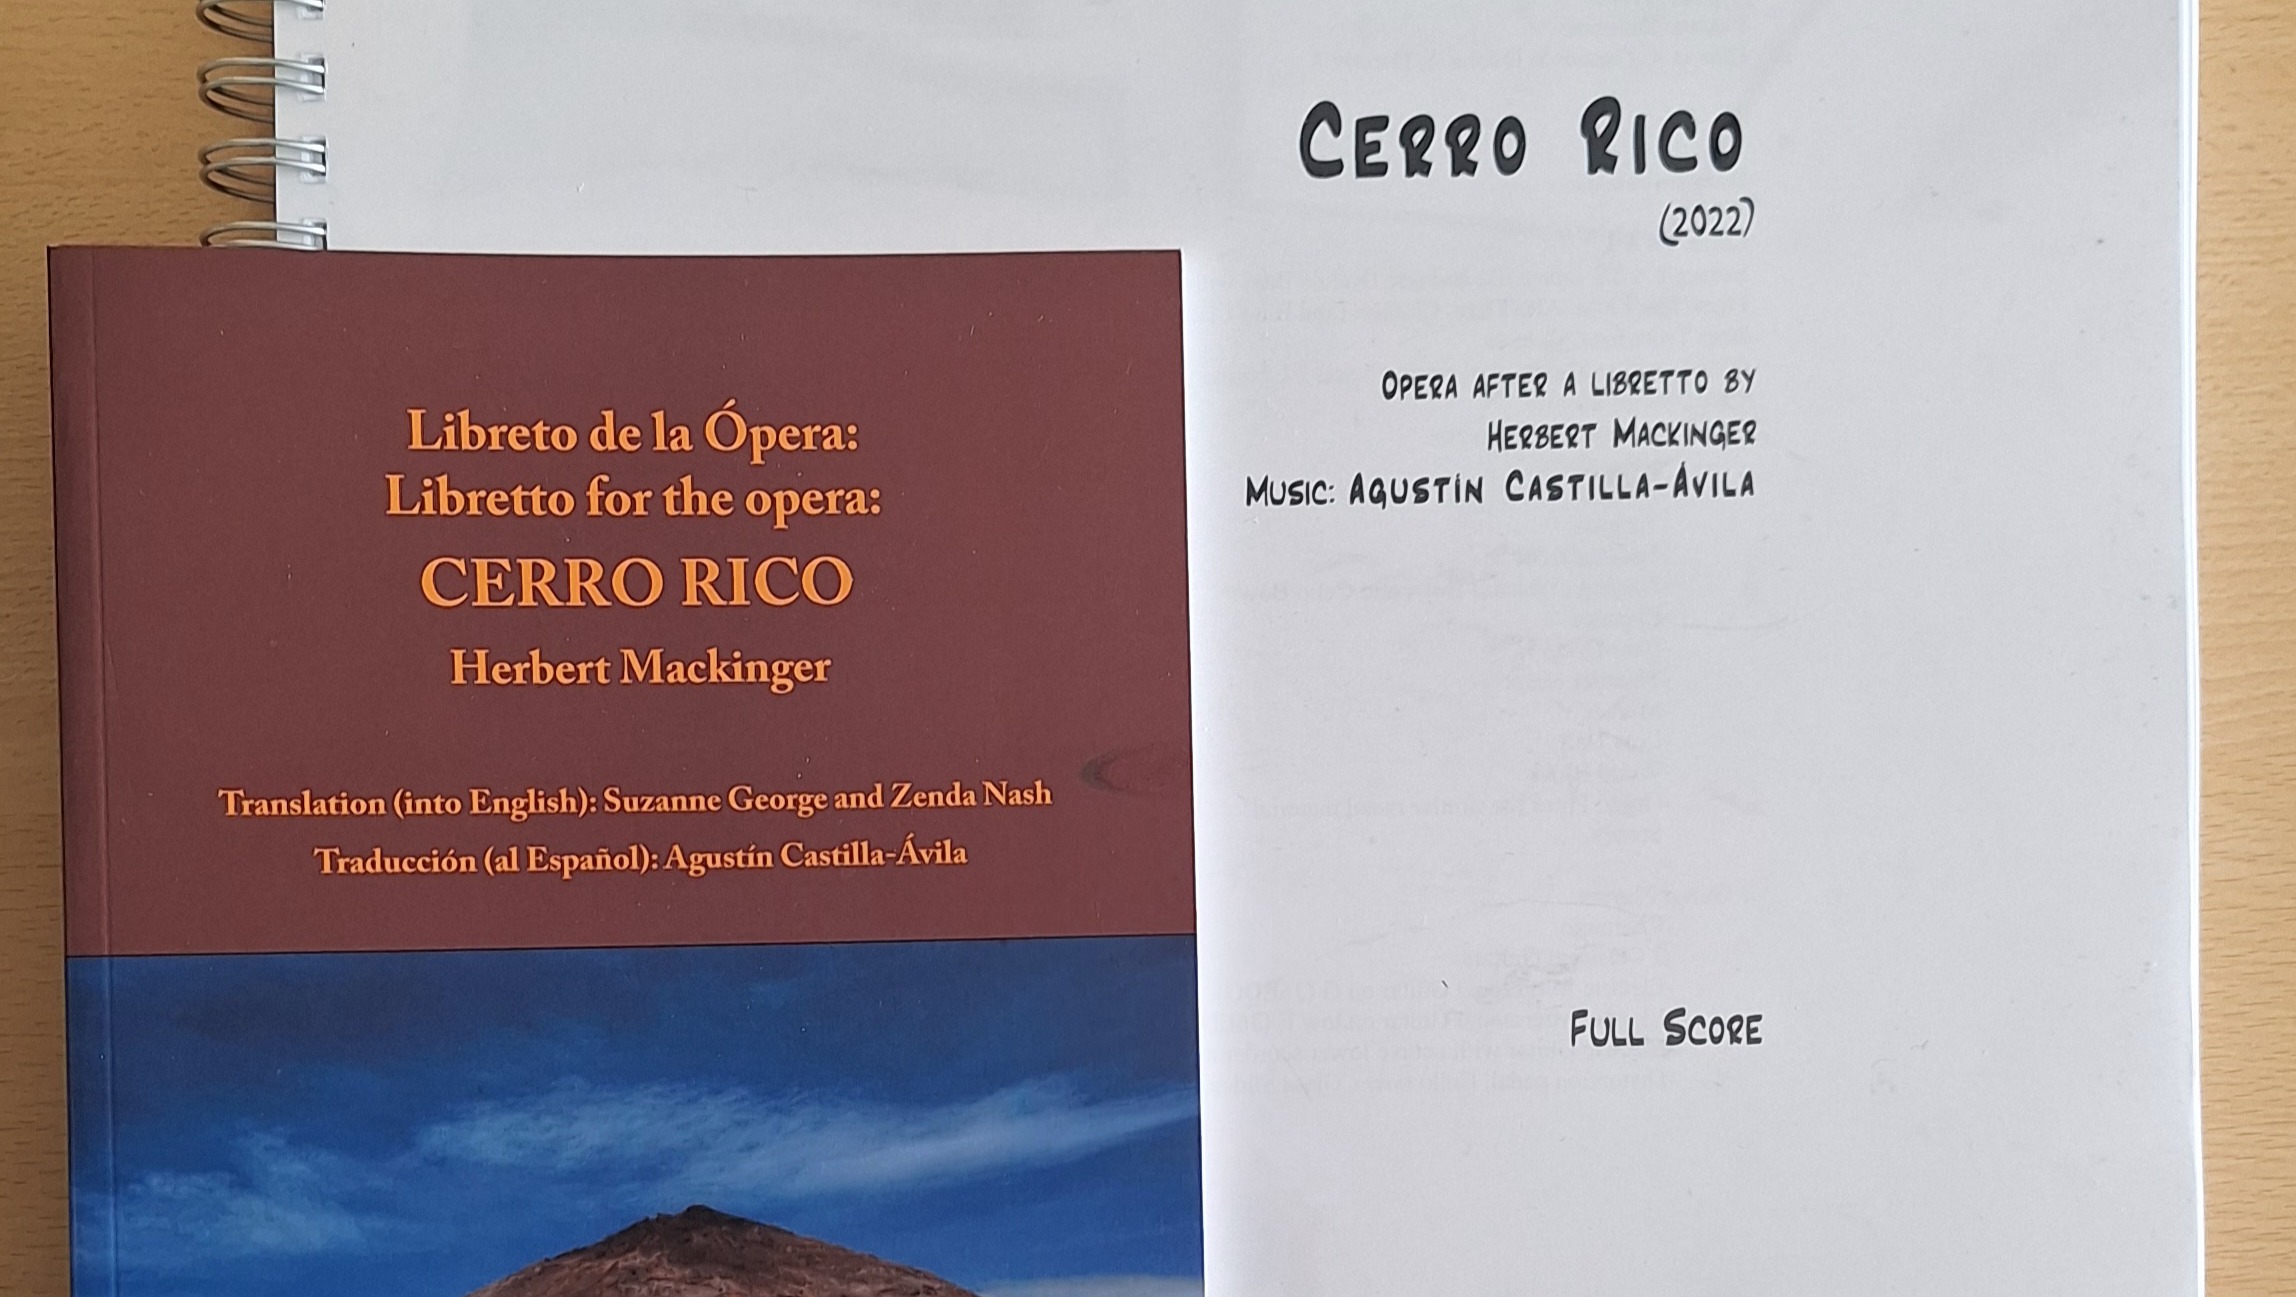 CERRO RICO
(2022)
OPERA AFTER A LIBRETTO BY
HERBERT MACKINGER
MUSIC: AGUSTÍN CASTILLA-ÁVILA
FULL SCORE
Libreto de la Ópera:
Libretto for the opera:
CERRO RICO
Herbert Mackinger
Translation (into English): Suzanne George and Zenda Nash
Traducción (al Español): Agustín Castilla-Ávila